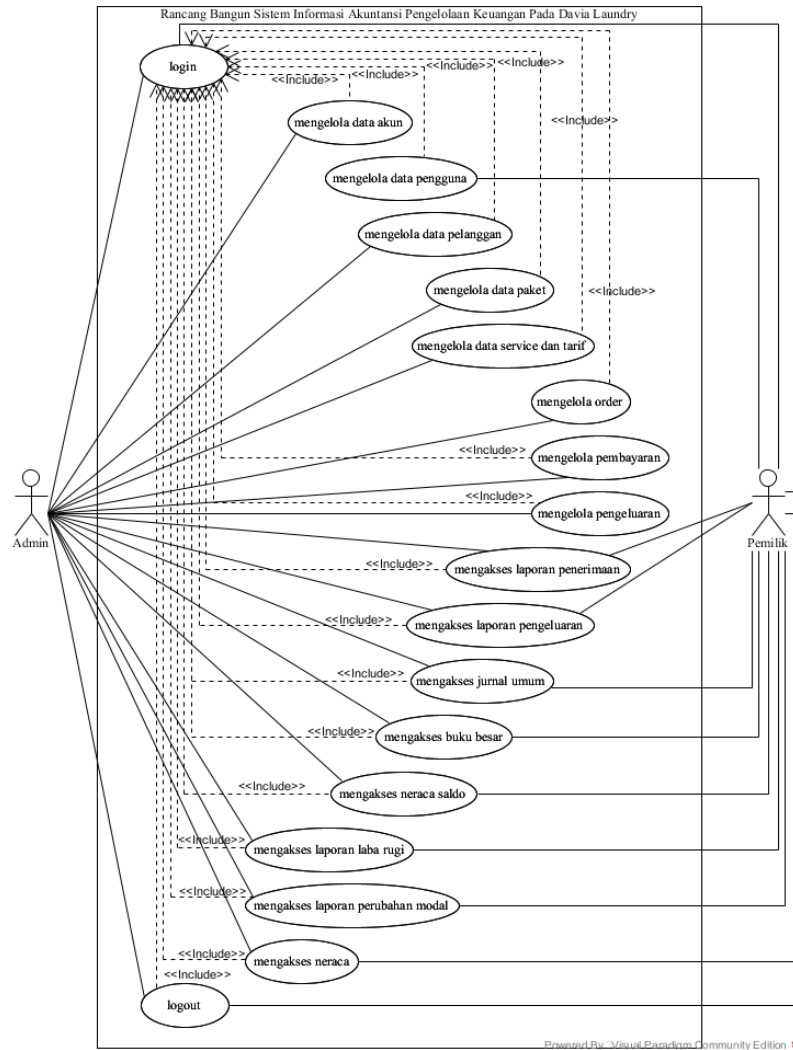 Rancang Bangun Sistem Informasi Akuntansi Pengelolaan Keuangan Pada Davia Laundry
login
<<Include>>
<<Include>>
<<Include>>
<<Include>>
mengelola data akun
<<Include>>
<<Include>>
mengelola data pengguna
mengelola data pelanggan
mengelola data paket
<<Include>>
mengelola data service dan tarif
mengelola order
<<Include>>
mengelola pembayaran
<<Include>>
mengelola pengeluaran
Admin
Pemilik
<<Include>>
mengakses laporan penerimaan
<<Include>>
mengakses laporan pengeluaran
<<Include>>
mengakses jurnal umum
<<Include>>
mengakses buku besar
<<Include>>
mengakses neraca saldo
<<Include>>
mengakses laporan laba rugi
<<Include>>
mengakses laporan perubahan modal
<<Include>>
mengakses neraca
<<Include>>
logout
Powered By Visual Paradigm Community Edition